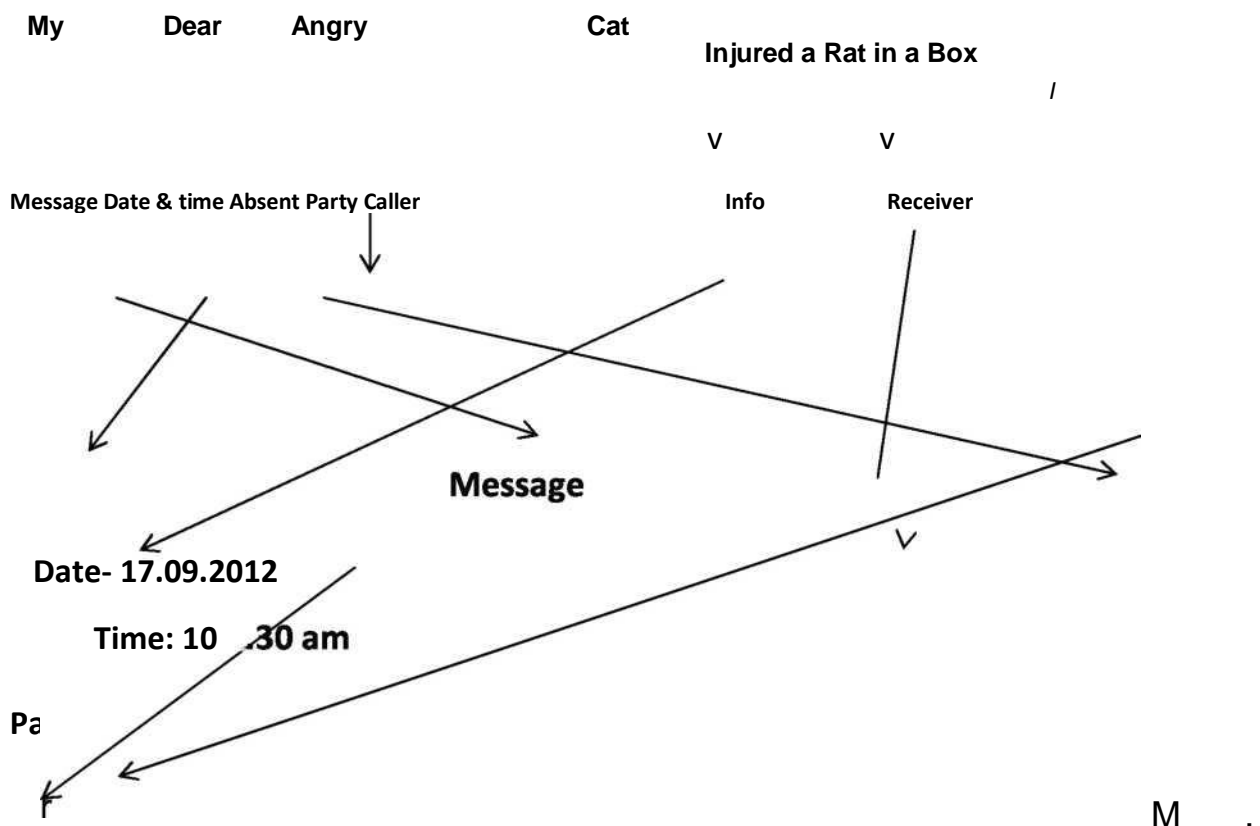 My Dear Angry Cat
Injured a Rat in a Box
/
V V
Message Date & time Absent Party Caller Info Receiver
Message
Date- 17.09.2012
Time: 10 .30 am
Pa
r
M .